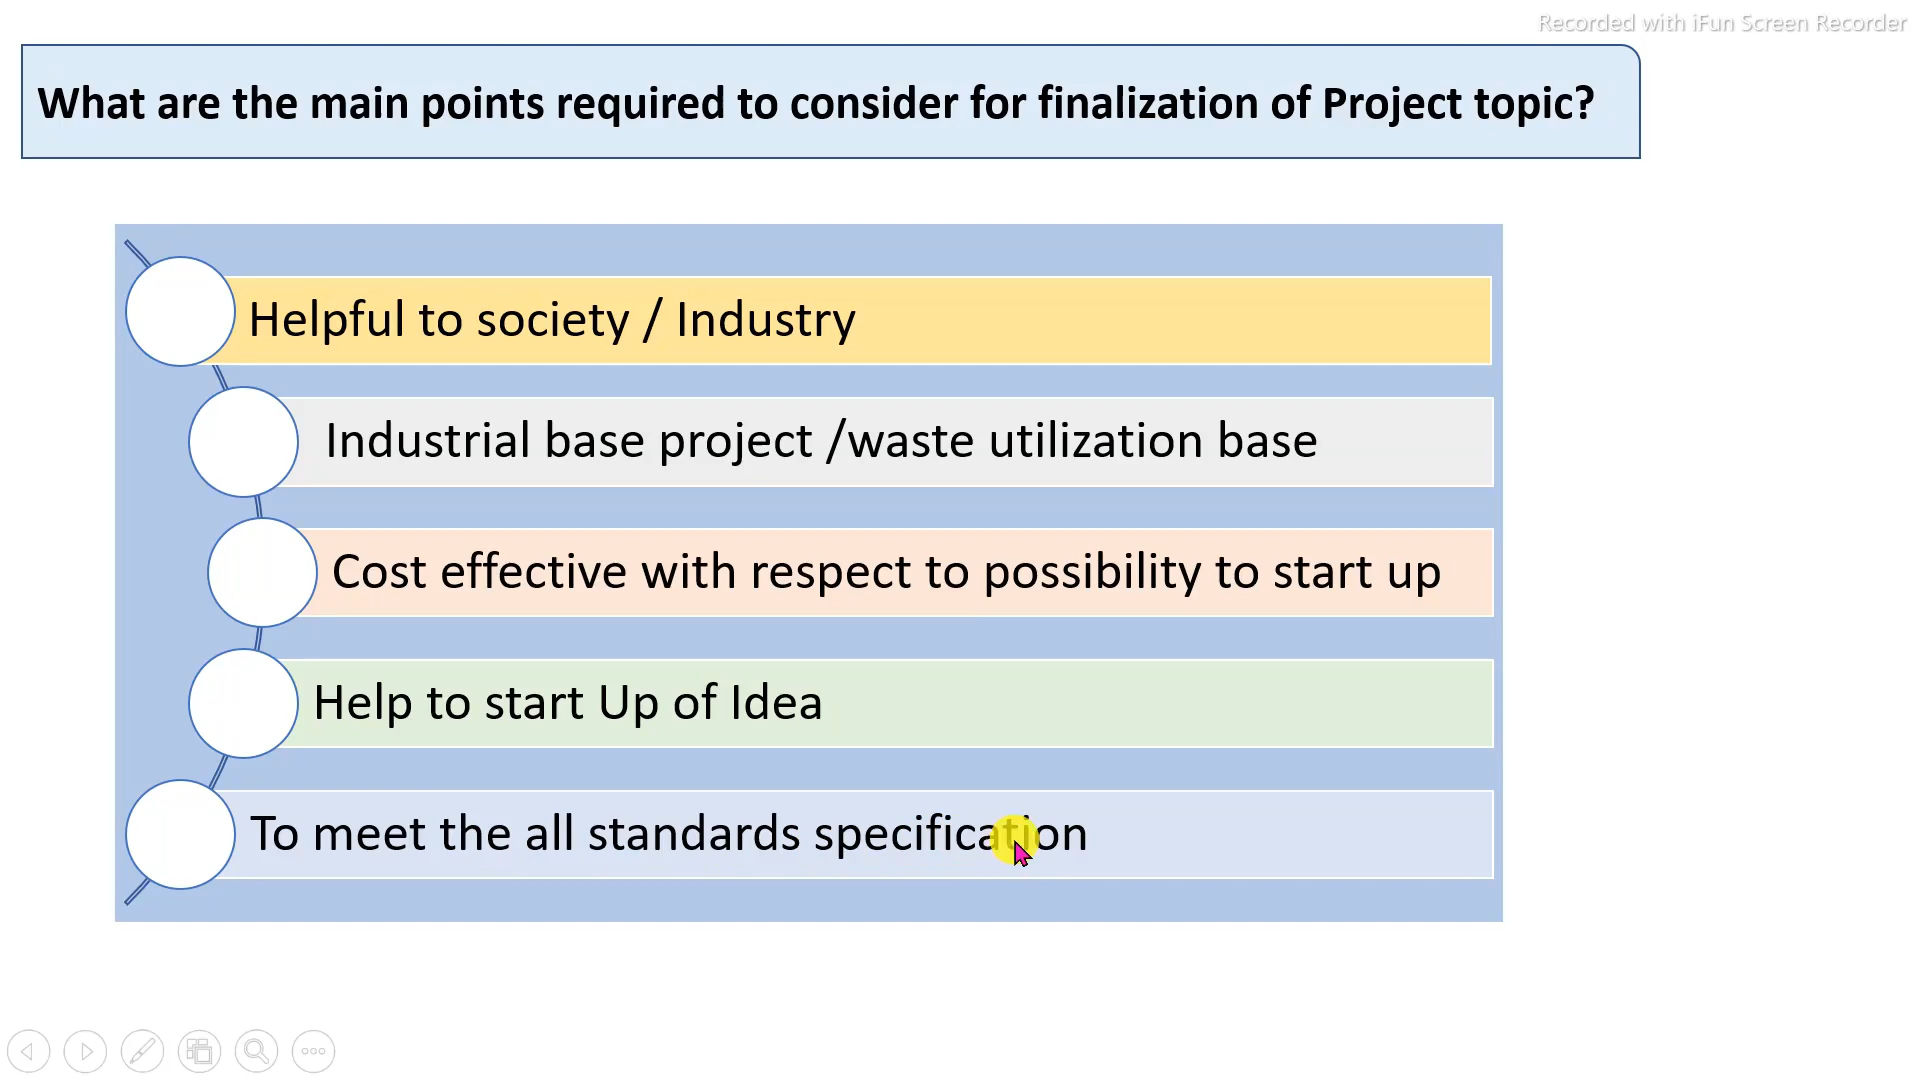 Recorded with iFun Screen Recorder
What are the main points required to consider for finalization of Project topic?
Helpful to society / Industry
Industrial base project /waste utilization base
Cost effective with respect to possibility to start up
Help to start Up of Idea
To meet the all standards specification